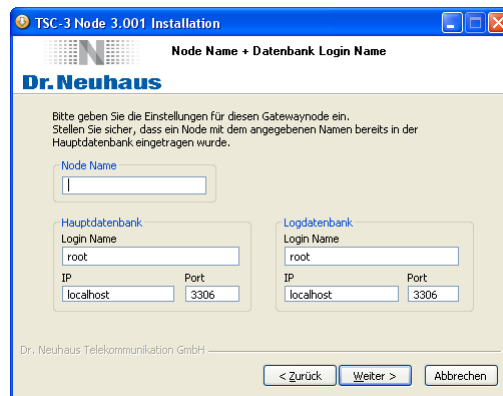 TSC-3 Node 3.001 Installation
N
Node Name + Datenbank Login Name
Dr.Neuhaus
Bitte geben Sie die Einstellungen für diesen Gatewaynode ein.
Stellen Sie sicher, dass ein Node mit dem angegebenen Namen bereits in der
Hauptdatenbank eingetragen wurde.
Node Name
Hauptdatenbank
Login Name
root
IP Port
localhost 3306
Logdatenbank
Login Name
root
IP Port
localhost 3306
Dr. Neuhaus Telekommunikation GmbH
< Zurück Weiter > Abbrechen